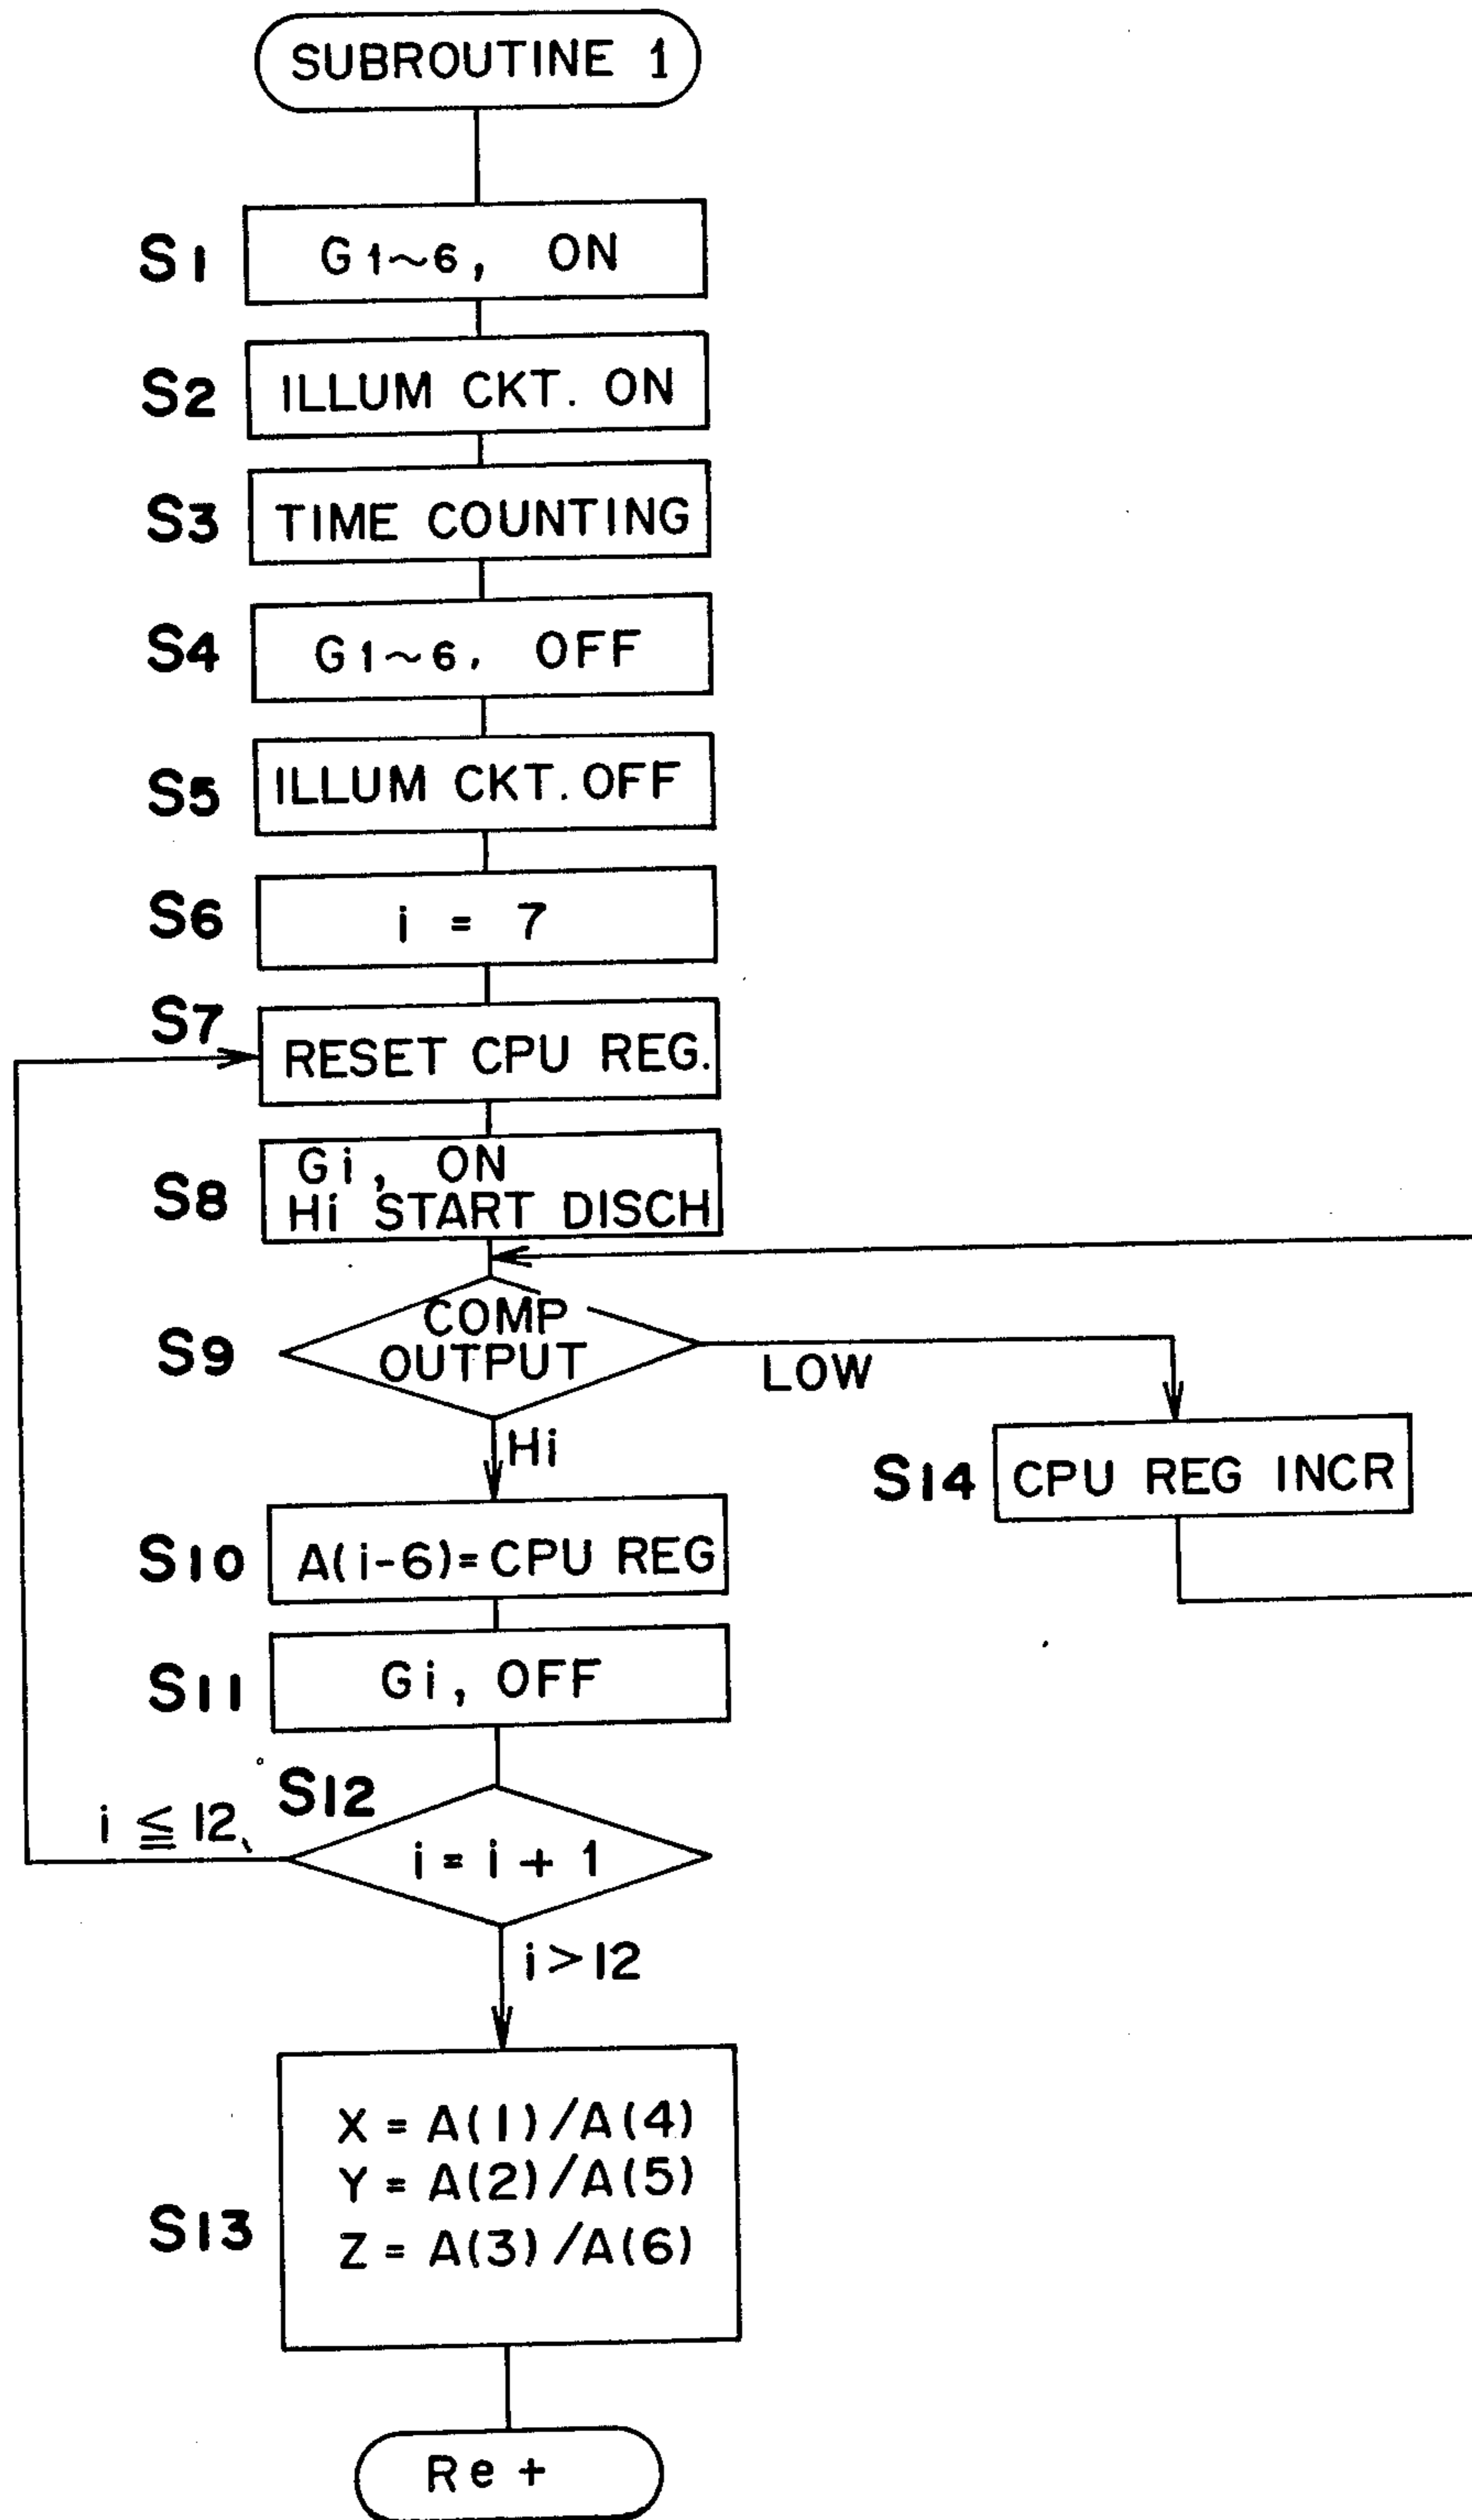 SUBROUTINE 1
S1
G1~6, ON
S2
ILLUM CKT. ON
S3
TIME COUNTING
S4
G1~6, OFF
S5
ILLUM CKT. OFF
S6
i = 7
S7
RESET CPU REG.
S8
Gi, ON
Hi START DISCH
S9
COMP
OUTPUT
LOW
Hi
S14
CPU REG INCR
S10
A(i-6)=CPU REG
S11
Gi, OFF
S12
i ≦ 12
i = i + 1
i>12
S13
X = A(1)/A(4)
Y = A(2)/A(5)
Z = A(3)/A(6)
Re+